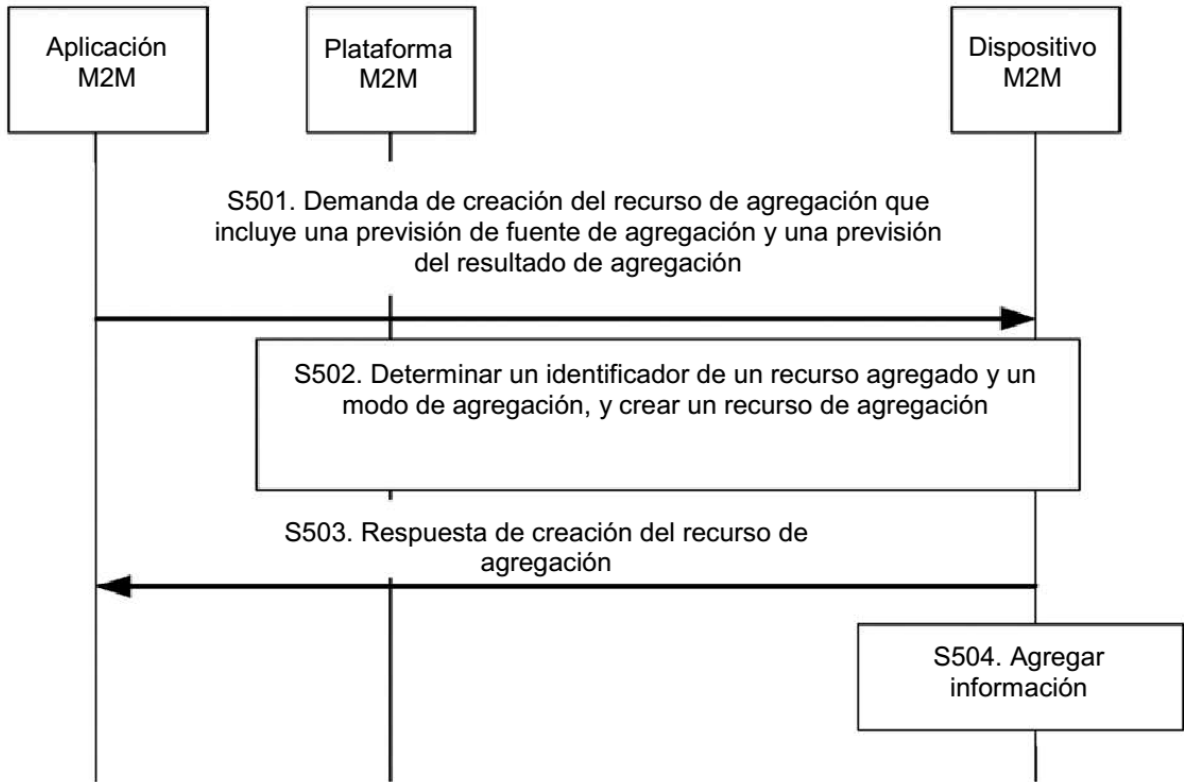 Aplicación
M2M
Plataforma
M2M
Dispositivo
M2M
S501. Demanda de creación del recurso de agregación que
incluye una previsión de fuente de agregación y una previsión
del resultado de agregación
S502. Determinar un identificador de un recurso agregado y un
modo de agregación, y crear un recurso de agregación
S503. Respuesta de creación del recurso de
agregación
S504. Agregar
información